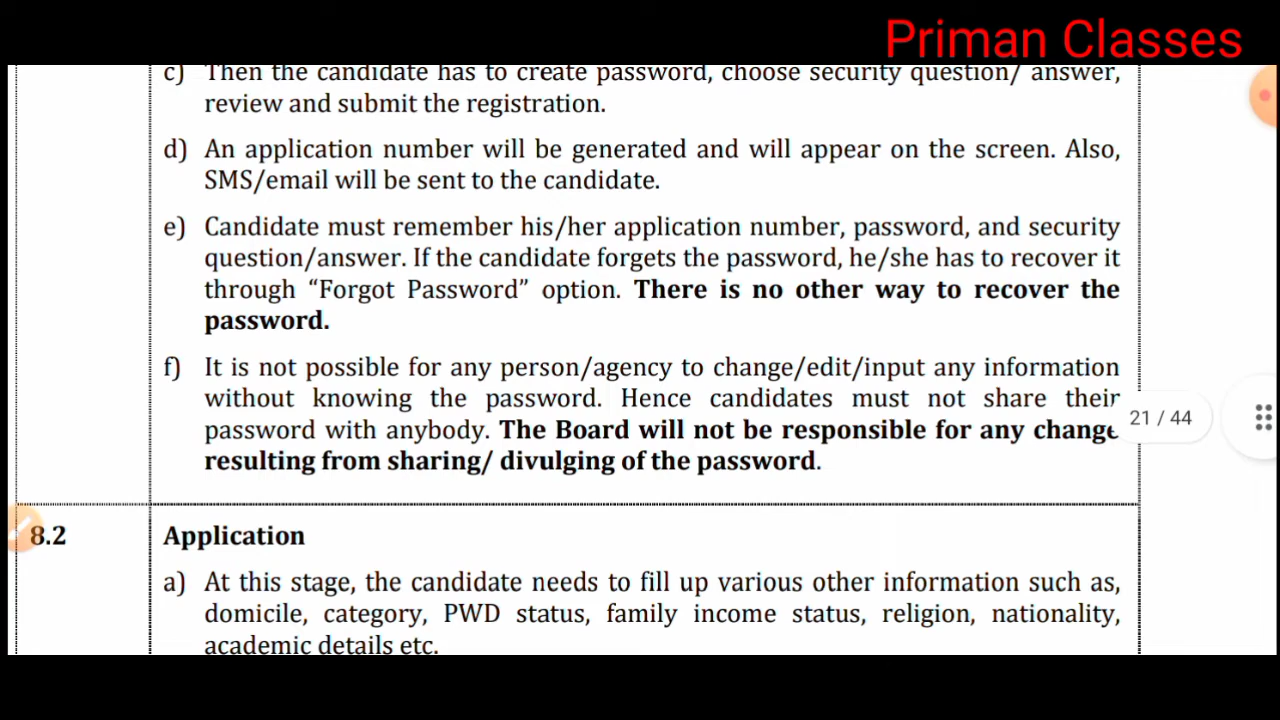 Priman Classes
c) Then the candidate has to create password, choose security question/ answer,
review and submit the registration.
d) An application number will be generated and will appear on the screen. Also,
SMS/email will be sent to the candidate.
e) Candidate must remember his/her application number, password, and security
question/answer. If the candidate forgets the password, he/she has to recover it
through “Forgot Password” option. There is no other way to recover the
password.
f) It is not possible for any person/agency to change/edit/input any information
without knowing the password. Hence candidates must not share their
password with anybody. The Board will not be responsible for any change
resulting from sharing/ divulging of the password.
21 / 44
8.2 Application
a) At this stage, the candidate needs to fill up various other information such as,
domicile, category, PWD status, family income status, religion, nationality,
academic details etc.